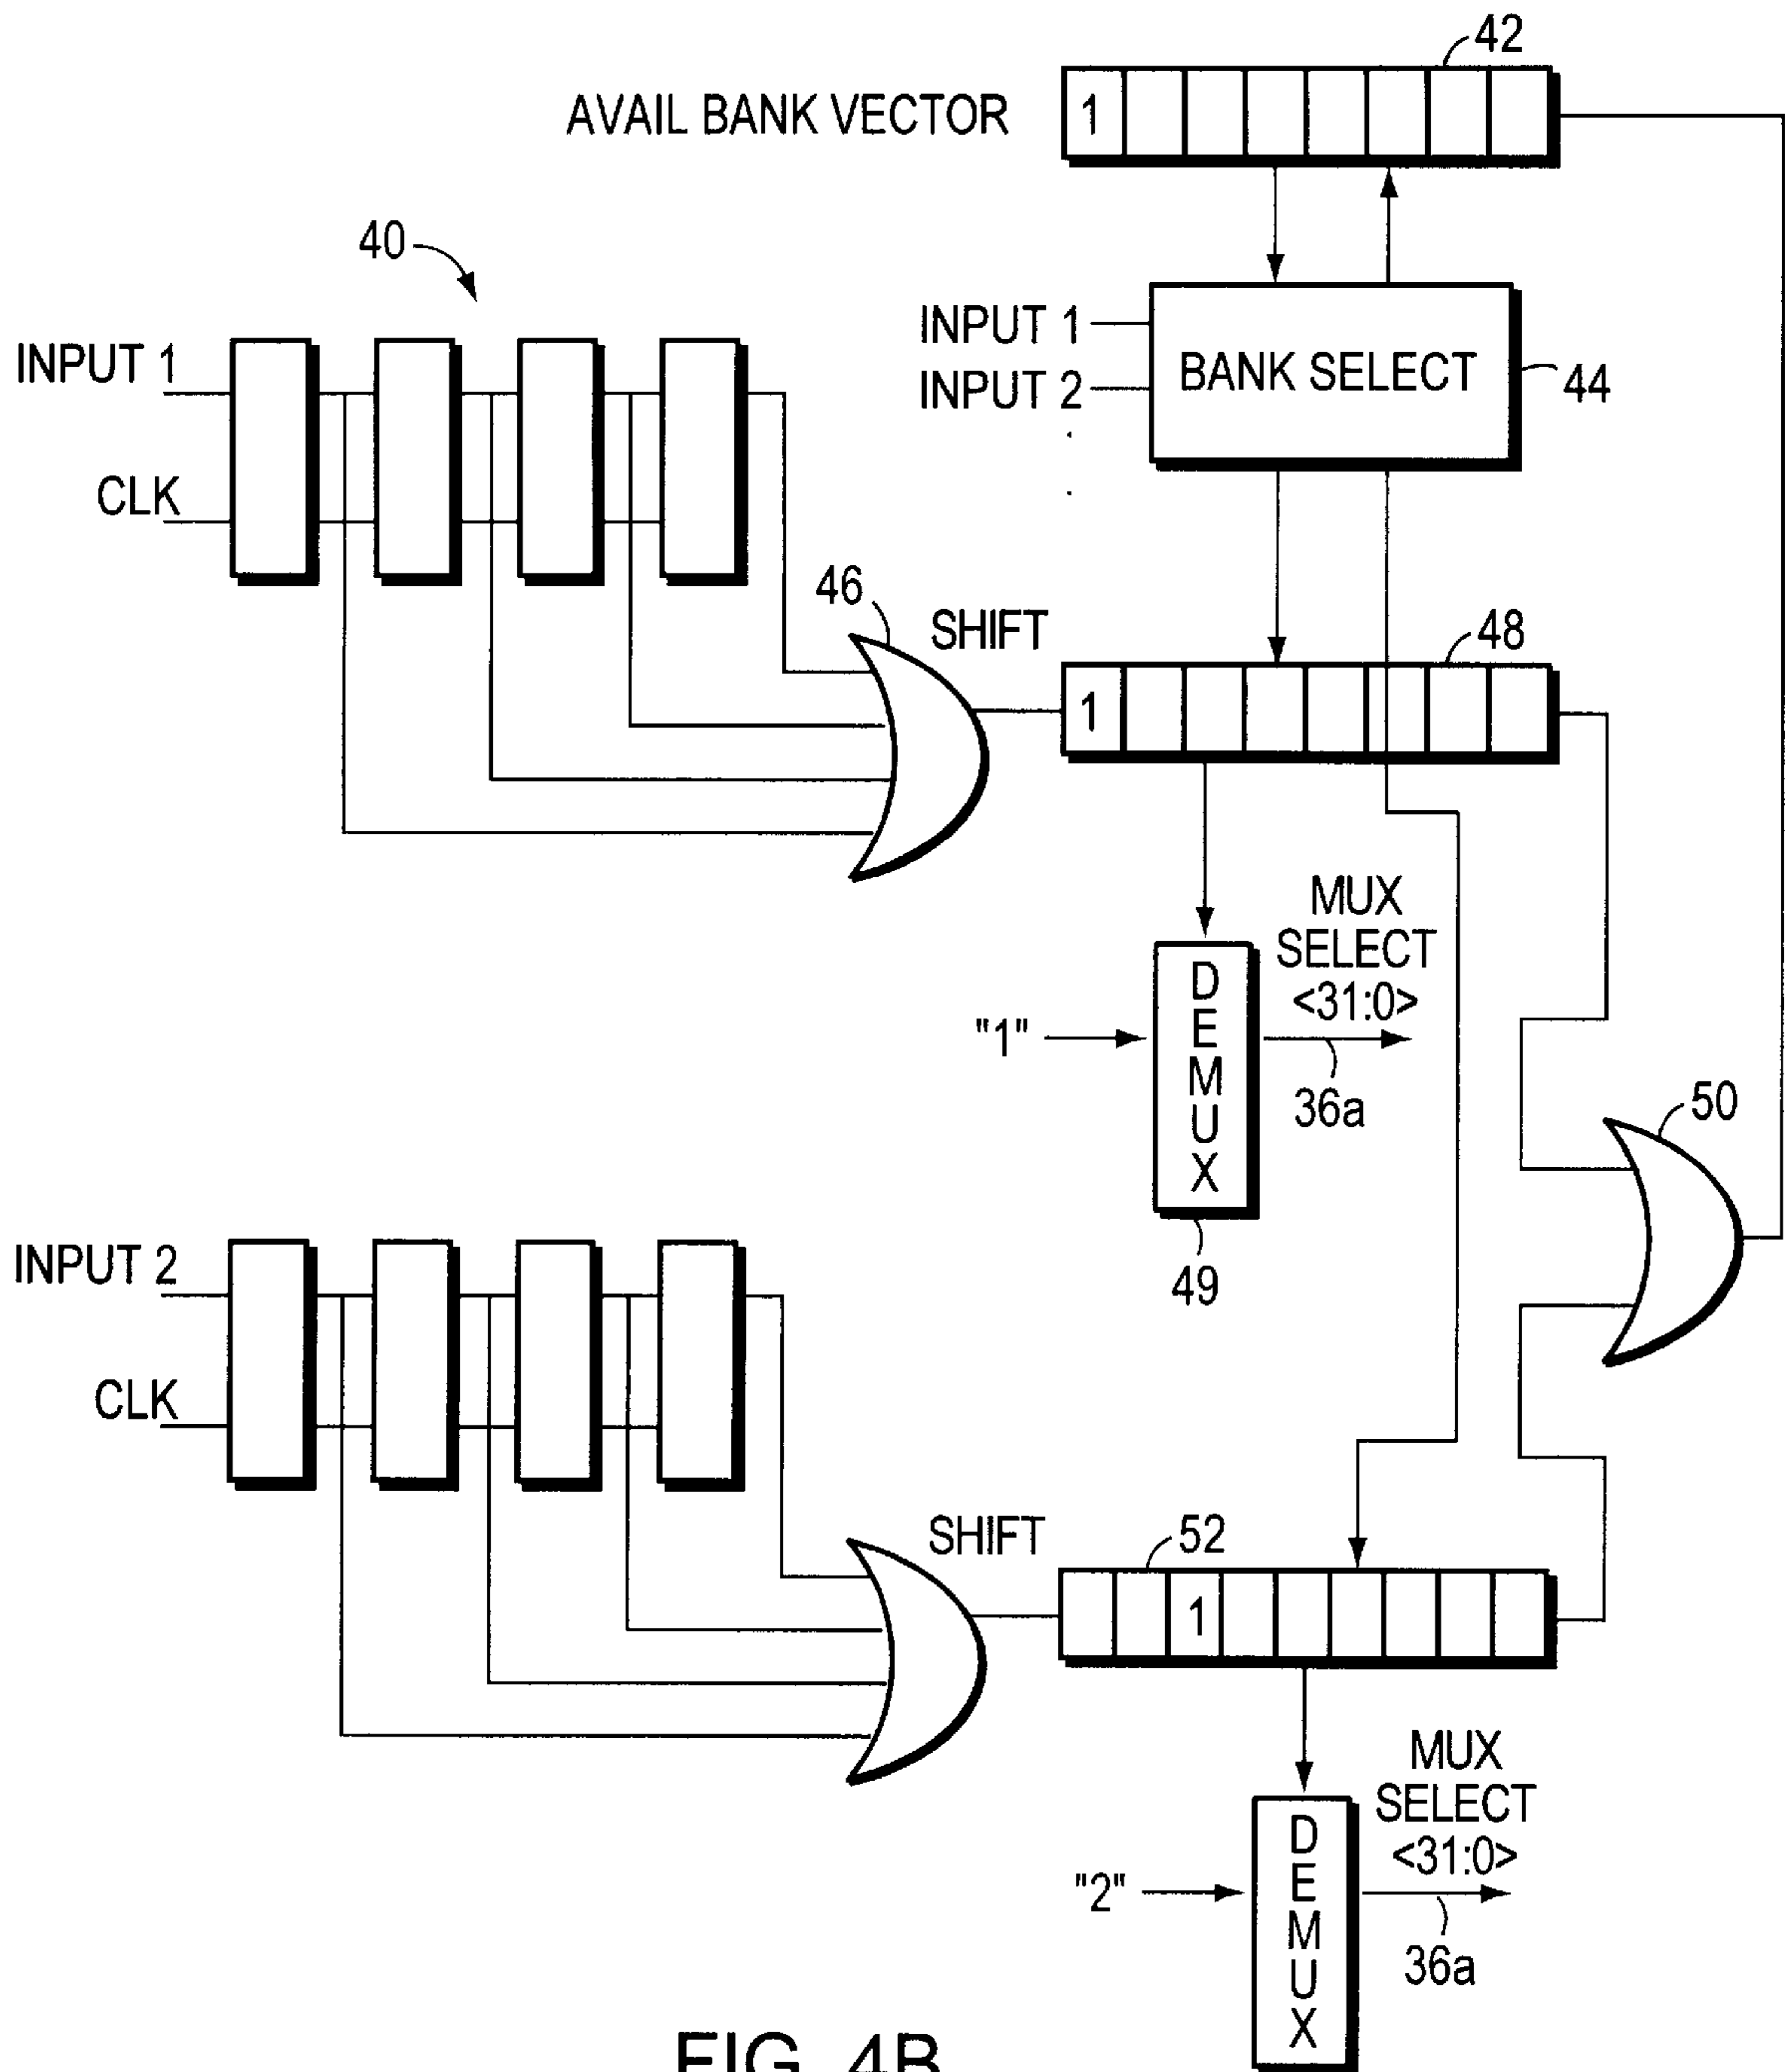 42
AVAIL BANK VECTOR
1
40
INPUT 1
INPUT 1
INPUT 2
BANK SELECT
44
CLK
46
SHIFT
48
1
MUX
SELECT
<31:0>
"1"
DEMUX
36a
49
50
INPUT 2
CLK
SHIFT
52
1
MUX
SELECT
<31:0>
"2"
DEMUX
36a
FIG. 4B